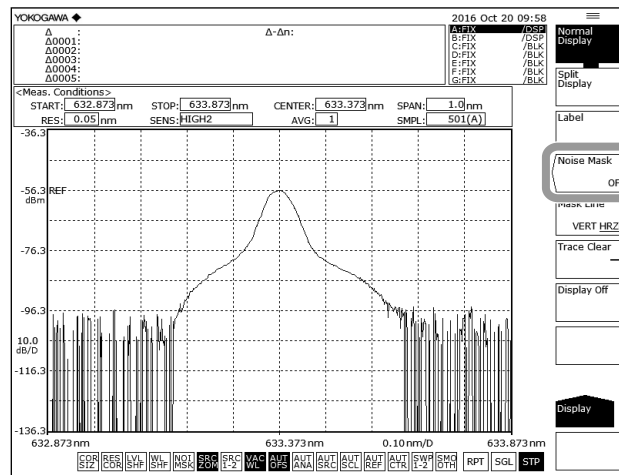 YOKOGAWA ◆
2016 Oct 20 09:58
Δ :
Δ0001:
Δ0002:
Δ0003:
Δ0004:
Δ0005:
Δ-Δn:
A:FIX /DSP
B:FIX /DSP
C:FIX /BLK
D:FIX /BLK
E:FIX /BLK
F:FIX /BLK
G:FIX /BLK
<Meas. Conditions>
START: 632.873 nm STOP: 633.873 nm CENTER: 633.373 nm SPAN: 1.0 nm
RES: 0.05 nm SENS: HIGH2 AVG: 1 SMPL: 501(A)
-36.3
-56.3 REF
dBm
-76.3
-96.3
10.0
dB/D
-116.3
-136.3
632.873nm 633.373nm 0.10nm/D 633.873nm
COR SIZ
RES COR
LVL SHF
WL SHF
NOI MSK
SRC ZOM
SRC 1-2
VAC WL
AUT OFS
AUT ANA
AUT SRC
AUT SCL
AUT REF
AUT CTR
SWP 1-2
SMO OTH
RPT
SGL
STP
Normal
Display
Split
Display
Label
Noise Mask
OF
Mask Line
VERT HRZ
Trace Clear
Display Off
Display